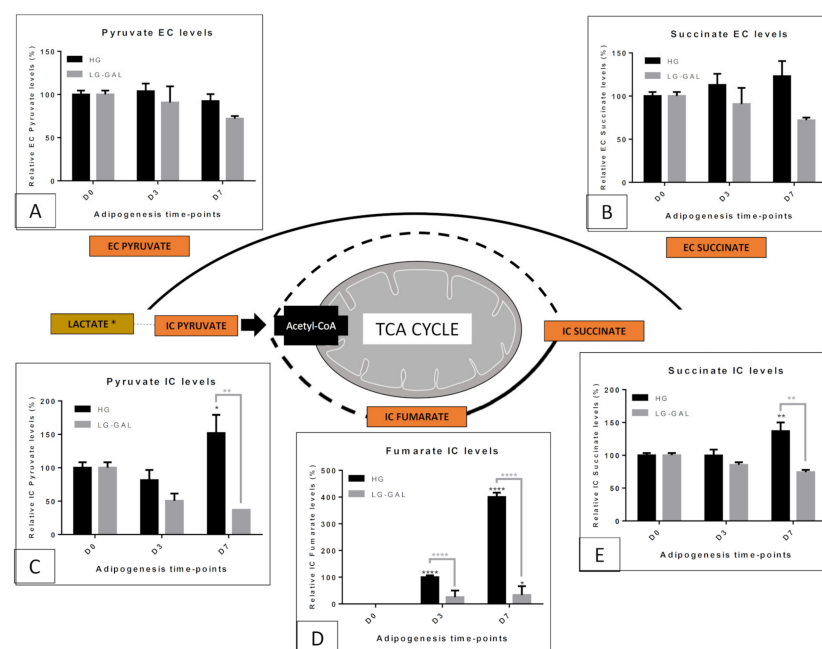 Pyruvate EC levels
Relative EC Pyruvate levels (%)
150
100
50
0
HG
LG-GAL
D0
D3
D7
Adipogenesis time-points
A
Succinate EC levels
Relative EC Succinate levels (%)
150
100
50
0
HG
LG-GAL
D0
D3
D7
Adipogenesis time-points
B
EC PYRUVATE
EC SUCCINATE
LACTATE *
IC PYRUVATE
Acetyl-CoA
TCA CYCLE
IC SUCCINATE
IC FUMARATE
Pyruvate IC levels
Relative IC Pyruvate levels (%)
200
150
100
50
0
HG
LG-GAL
*
**
D0
D3
D7
Adipogenesis time-points
C
Fumarate IC levels
Relative IC Fumarate levels (%)
500
400
300
200
100
0
HG
LG-GAL
****
****
****
****
*
D0
D3
D7
Adipogenesis time-points
D
Succinate IC levels
Relative IC Succinate levels (%)
200
150
100
50
0
HG
LG-GAL
**
**
D0
D3
D7
Adipogenesis time-points
E